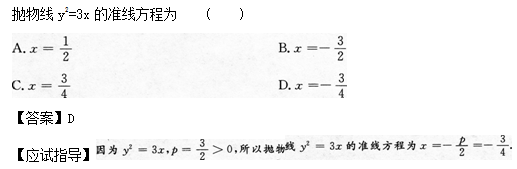 抛物线 y²=3x 的准线方程为 ( )
A. x = 1/2 B. x = -3/2
C. x = 3/4 D. x = -3/4
【答案】D
【应试指导】因为 y² = 3x, p = 3/2 > 0, 所以抛物线 y² = 3x 的准线方程为 x = -p/2 = -3/4.